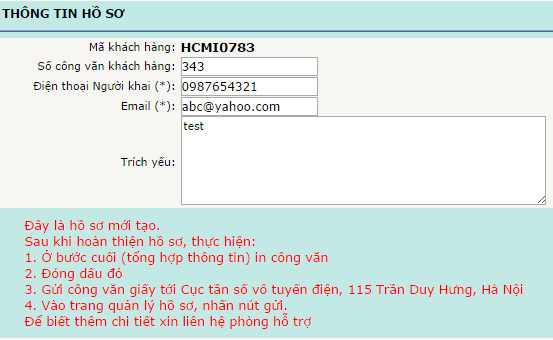 THÔNG TIN HỒ SƠ
Mã khách hàng: HCMI0783
Số công văn khách hàng: 343
Điện thoại Người khai (*): 0987654321
Email (*): abc@yahoo.com
Trích yếu: test
Đây là hồ sơ mới tạo.
Sau khi hoàn thiện hồ sơ, thực hiện:
1. Ở bước cuối (tổng hợp thông tin) in công văn
2. Đóng dấu đỏ
3. Gửi công văn giấy tới Cục tần số vô tuyến điện, 115 Trần Duy Hưng, Hà Nội
4. Vào trang quản lý hồ sơ, nhấn nút gửi.
Để biết thêm chi tiết xin liên hệ phòng hỗ trợ